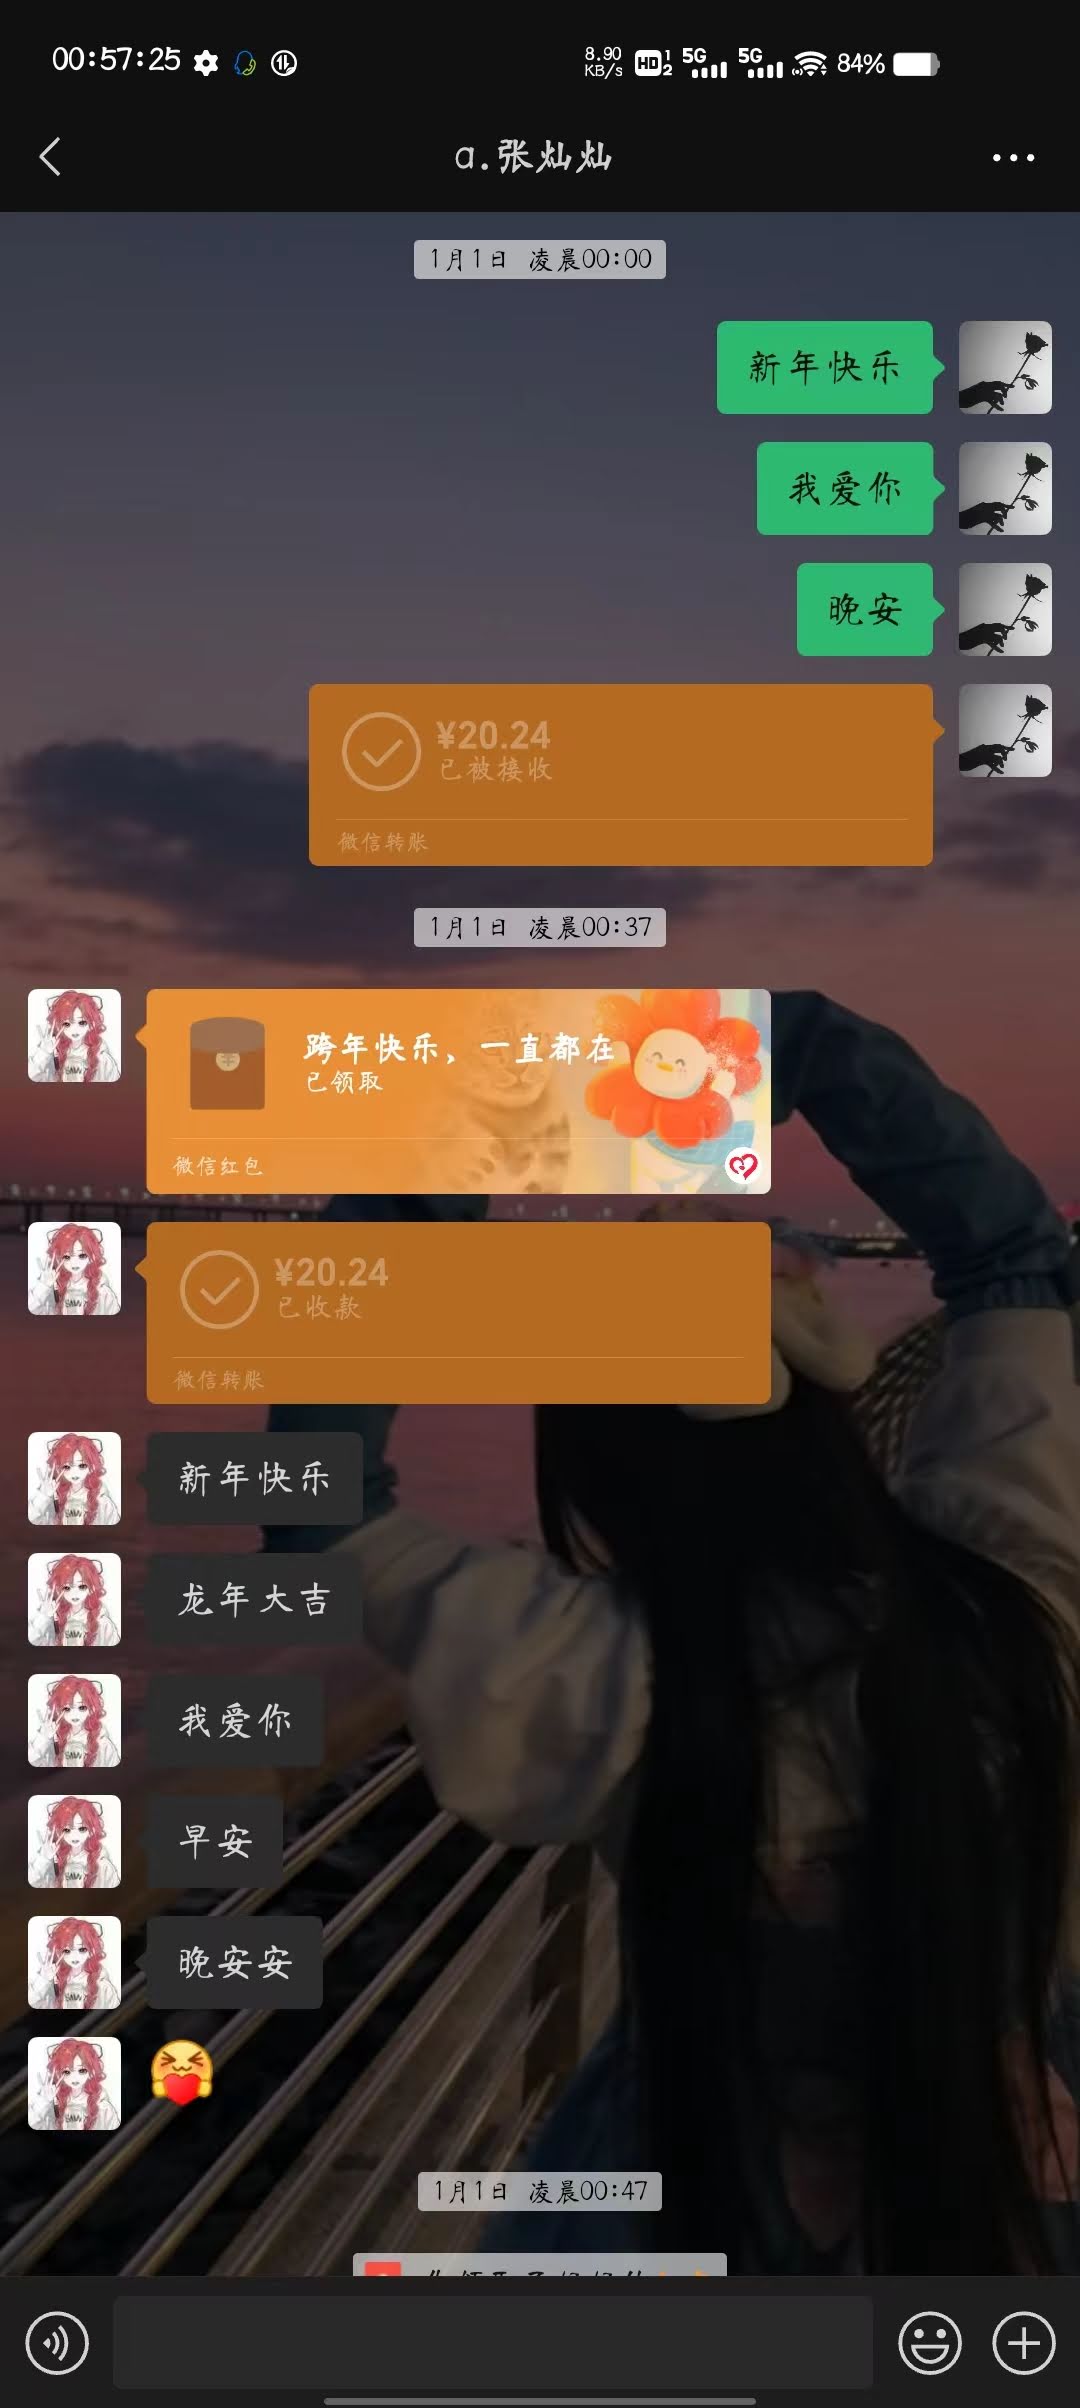 00:57:25
8.90 KB/s HD 1 2 5G 5G 84%
a.张灿灿
1月1日 凌晨00:00
新年快乐
我爱你
晚安
¥20.24
已被接收
微信转账
1月1日 凌晨00:37
跨年快乐，一直都在
已领取
微信红包
¥20.24
已收款
微信转账
新年快乐
龙年大吉
我爱你
早安
晚安安
1月1日 凌晨00:47